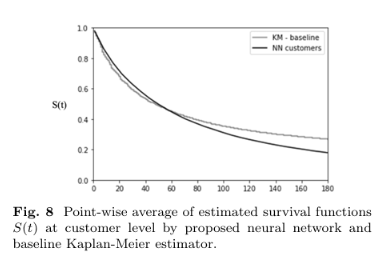 1.0
KM - baseline
NN customers
0.8
0.6
S(t)
0.4
0.2
0.0
0 20 40 60 80 100 120 140 160 180
Fig. 8 Point-wise average of estimated survival functions
S(t) at customer level by proposed neural network and
baseline Kaplan-Meier estimator.